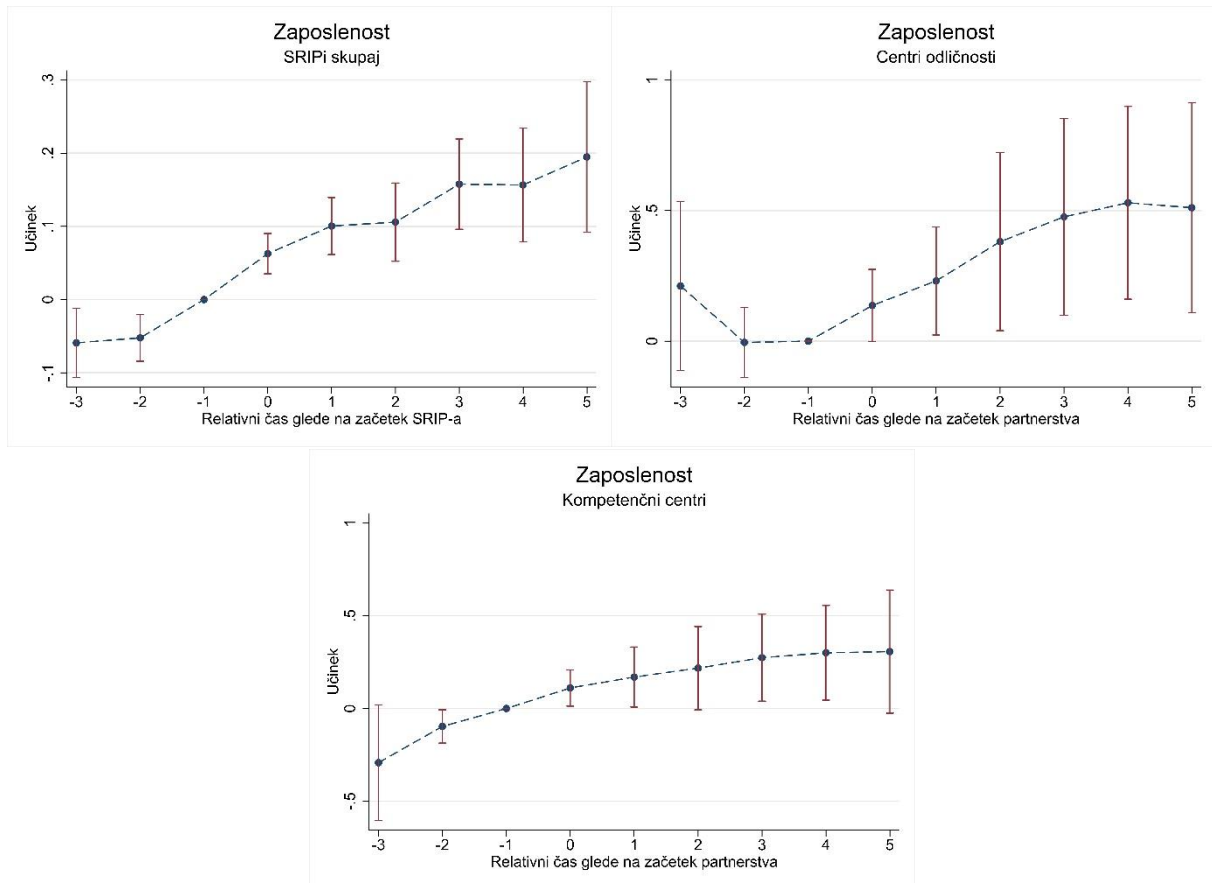 Zaposlenost
SRIPi skupaj
Učinek
.3
.2
.1
0
-.1
-3 -2 -1 0 1 2 3 4 5
Relativni čas glede na začetek SRIP-a
Zaposlenost
Centri odličnosti
Učinek
1
.5
0
-3 -2 -1 0 1 2 3 4 5
Relativni čas glede na začetek partnerstva
Zaposlenost
Kompetenčni centri
Učinek
1
.5
0
-.5
-3 -2 -1 0 1 2 3 4 5
Relativni čas glede na začetek partnerstva